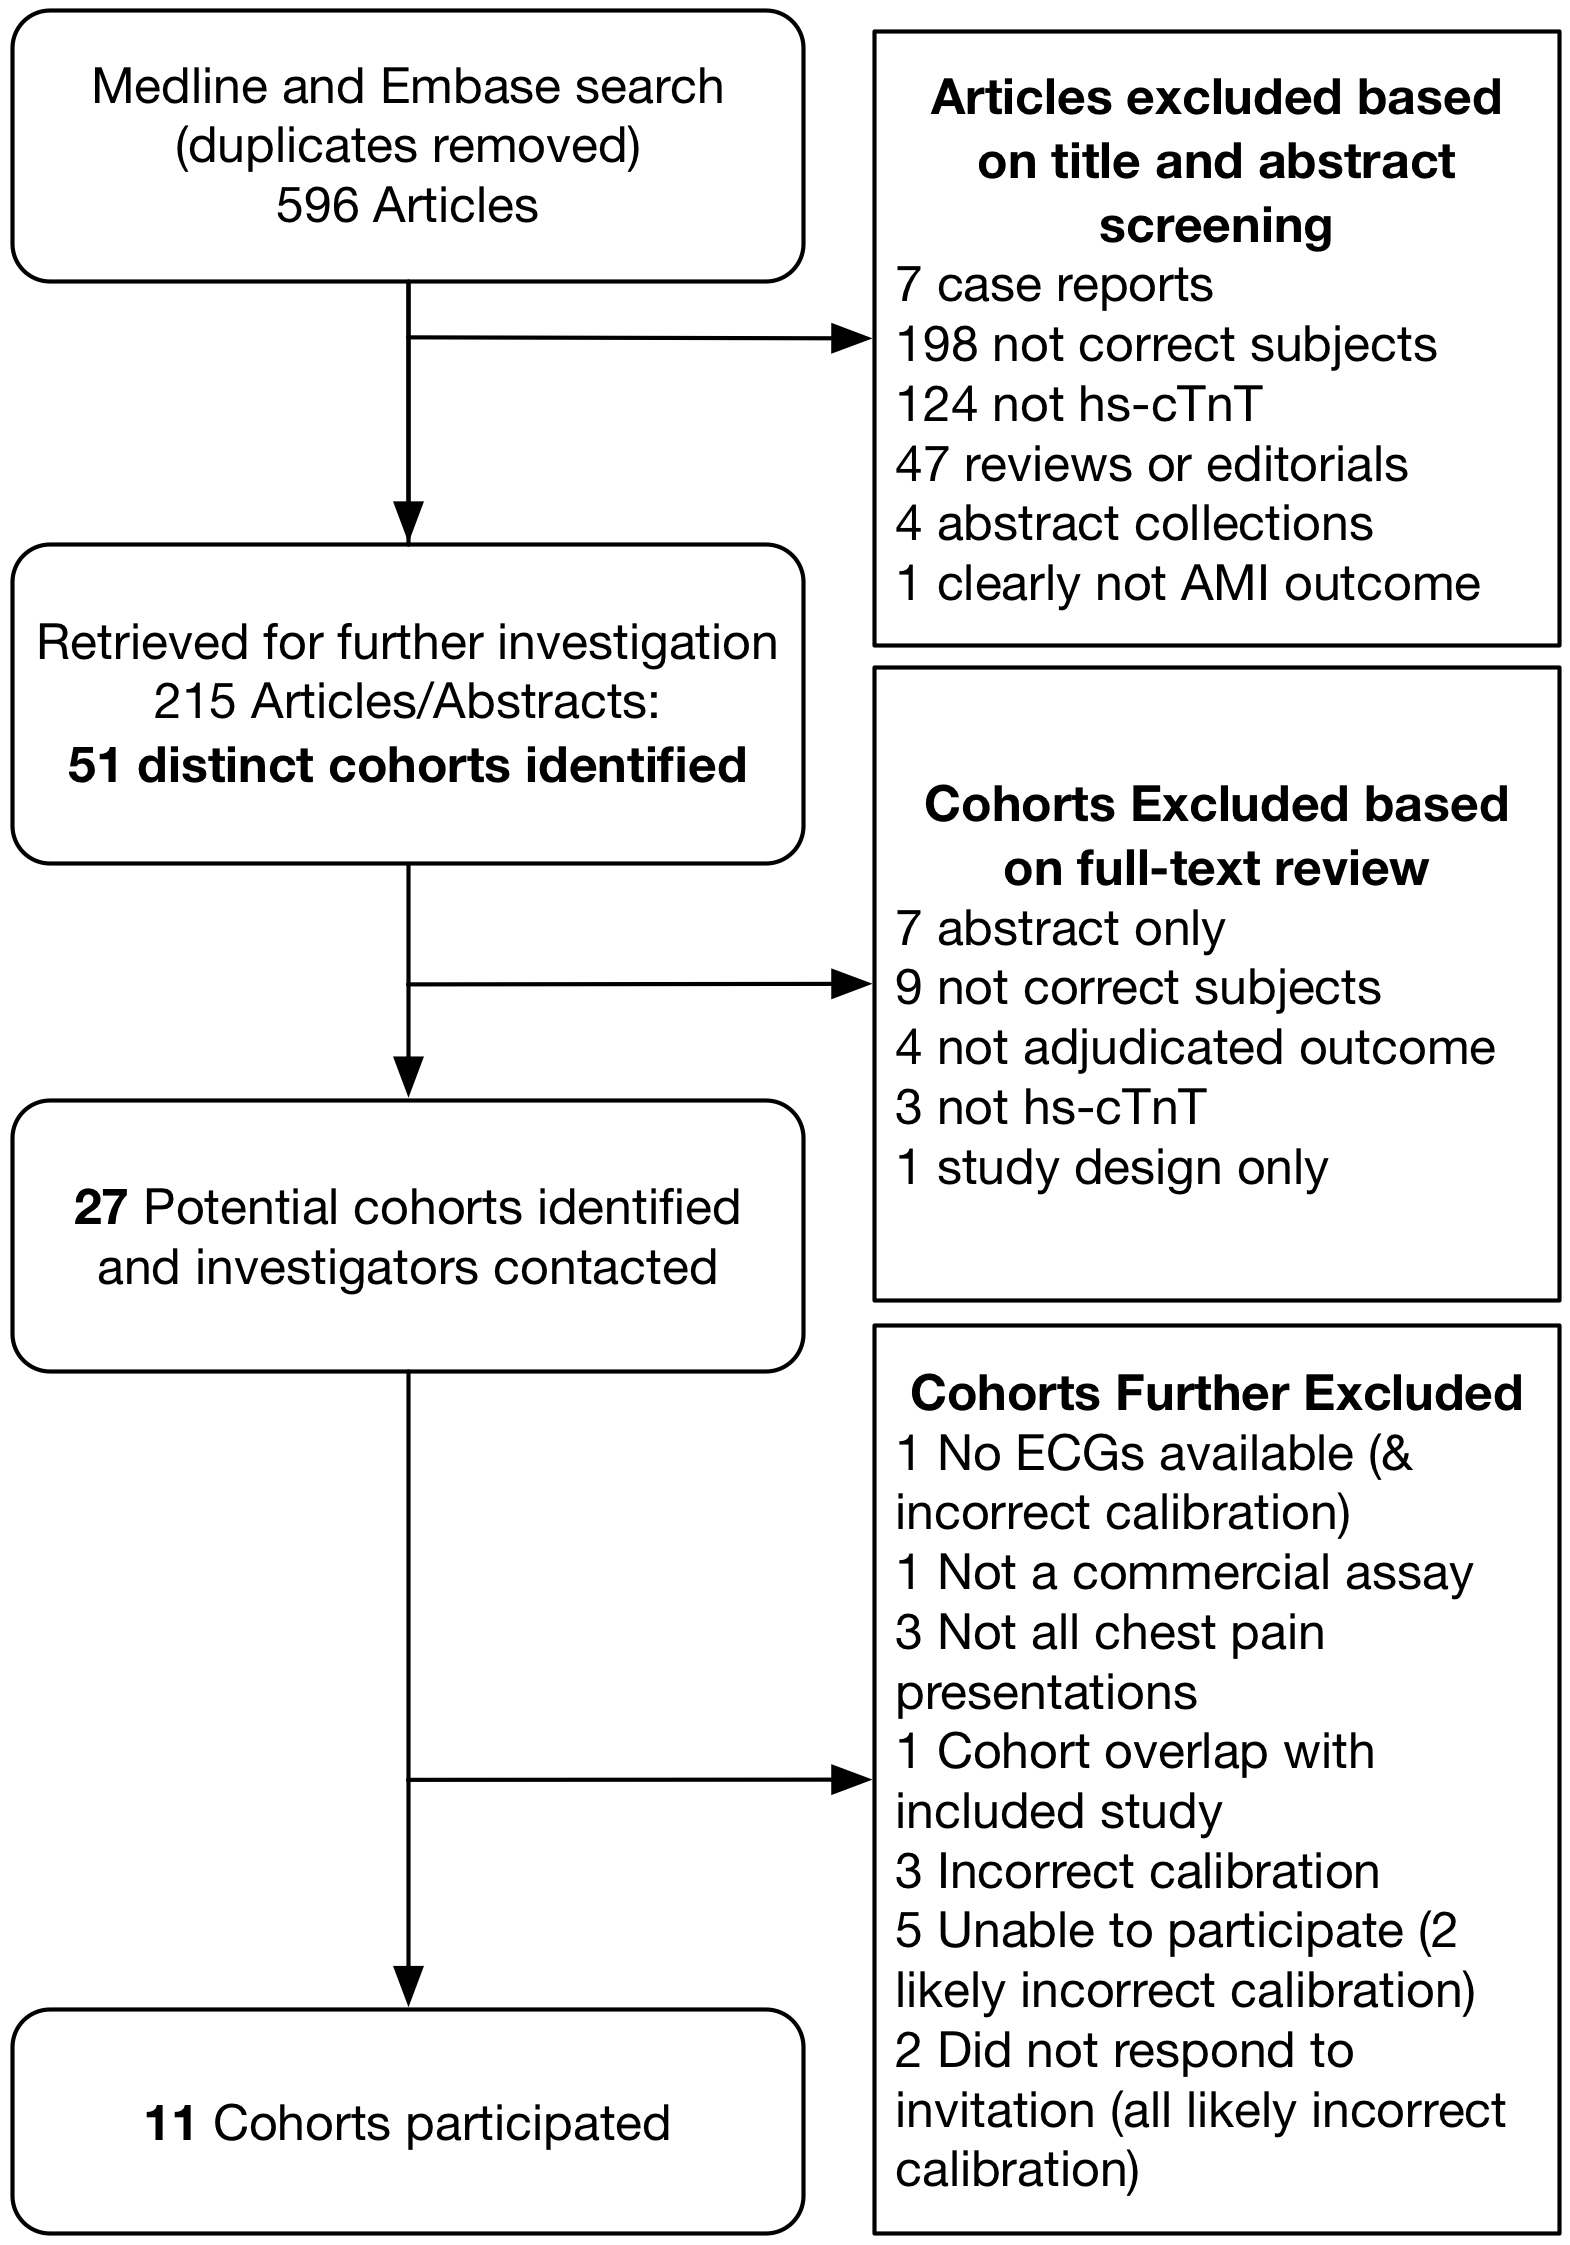 Medline and Embase search
(duplicates removed)
596 Articles
Articles excluded based
on title and abstract
screening
7 case reports
198 not correct subjects
124 not hs-cTnT
47 reviews or editorials
4 abstract collections
1 clearly not AMI outcome
Retrieved for further investigation
215 Articles/Abstracts:
51 distinct cohorts identified
Cohorts Excluded based
on full-text review
7 abstract only
9 not correct subjects
4 not adjudicated outcome
3 not hs-cTnT
1 study design only
27 Potential cohorts identified
and investigators contacted
Cohorts Further Excluded
1 No ECGs available (&
incorrect calibration)
1 Not a commercial assay
3 Not all chest pain
presentations
1 Cohort overlap with
included study
3 Incorrect calibration
5 Unable to participate (2
likely incorrect calibration)
2 Did not respond to
invitation (all likely incorrect
calibration)
11 Cohorts participated